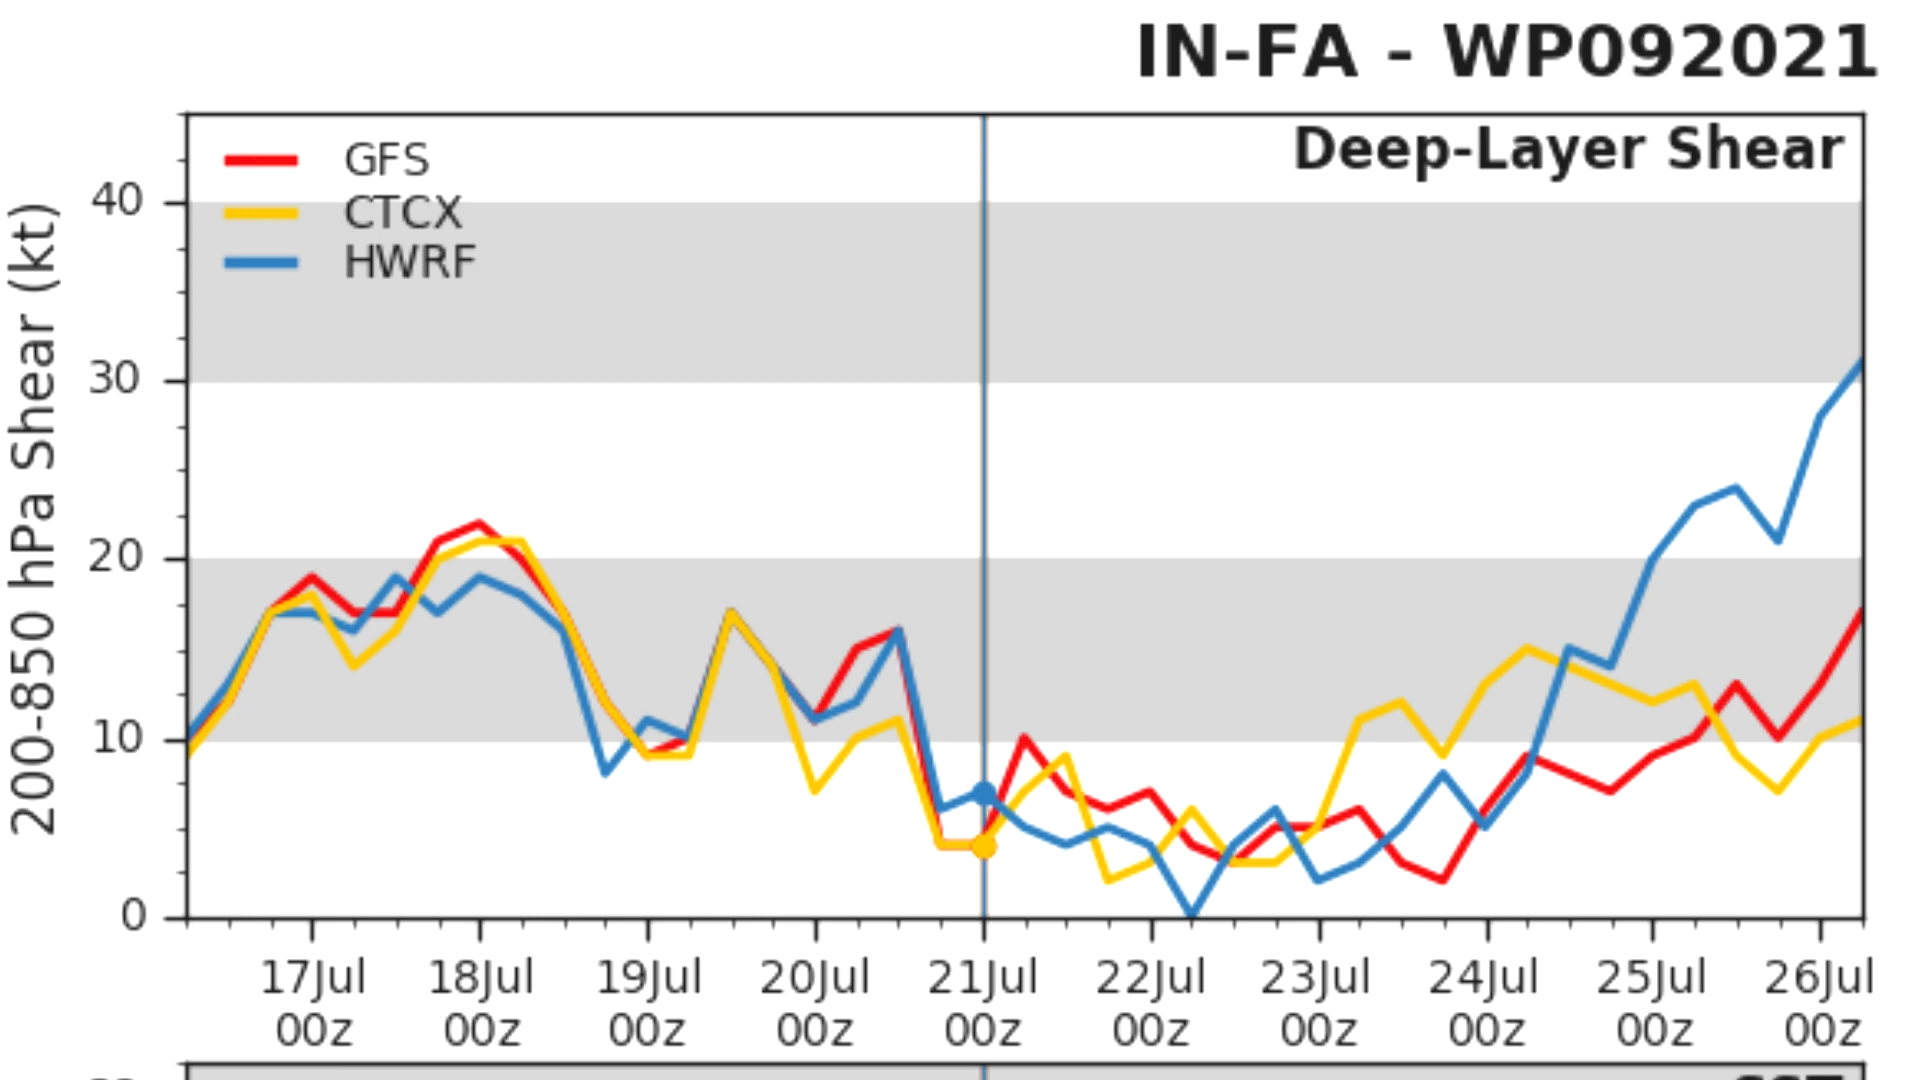 IN-FA - WP092021
Deep-Layer Shear
GFS
CTCX
HWRF
200-850 hPa Shear (kt)
40
30
20
10
0
17Jul 18Jul 19Jul 20Jul 21Jul 22Jul 23Jul 24Jul 25Jul 26Jul
00z 00z 00z 00z 00z 00z 00z 00z 00z 00z